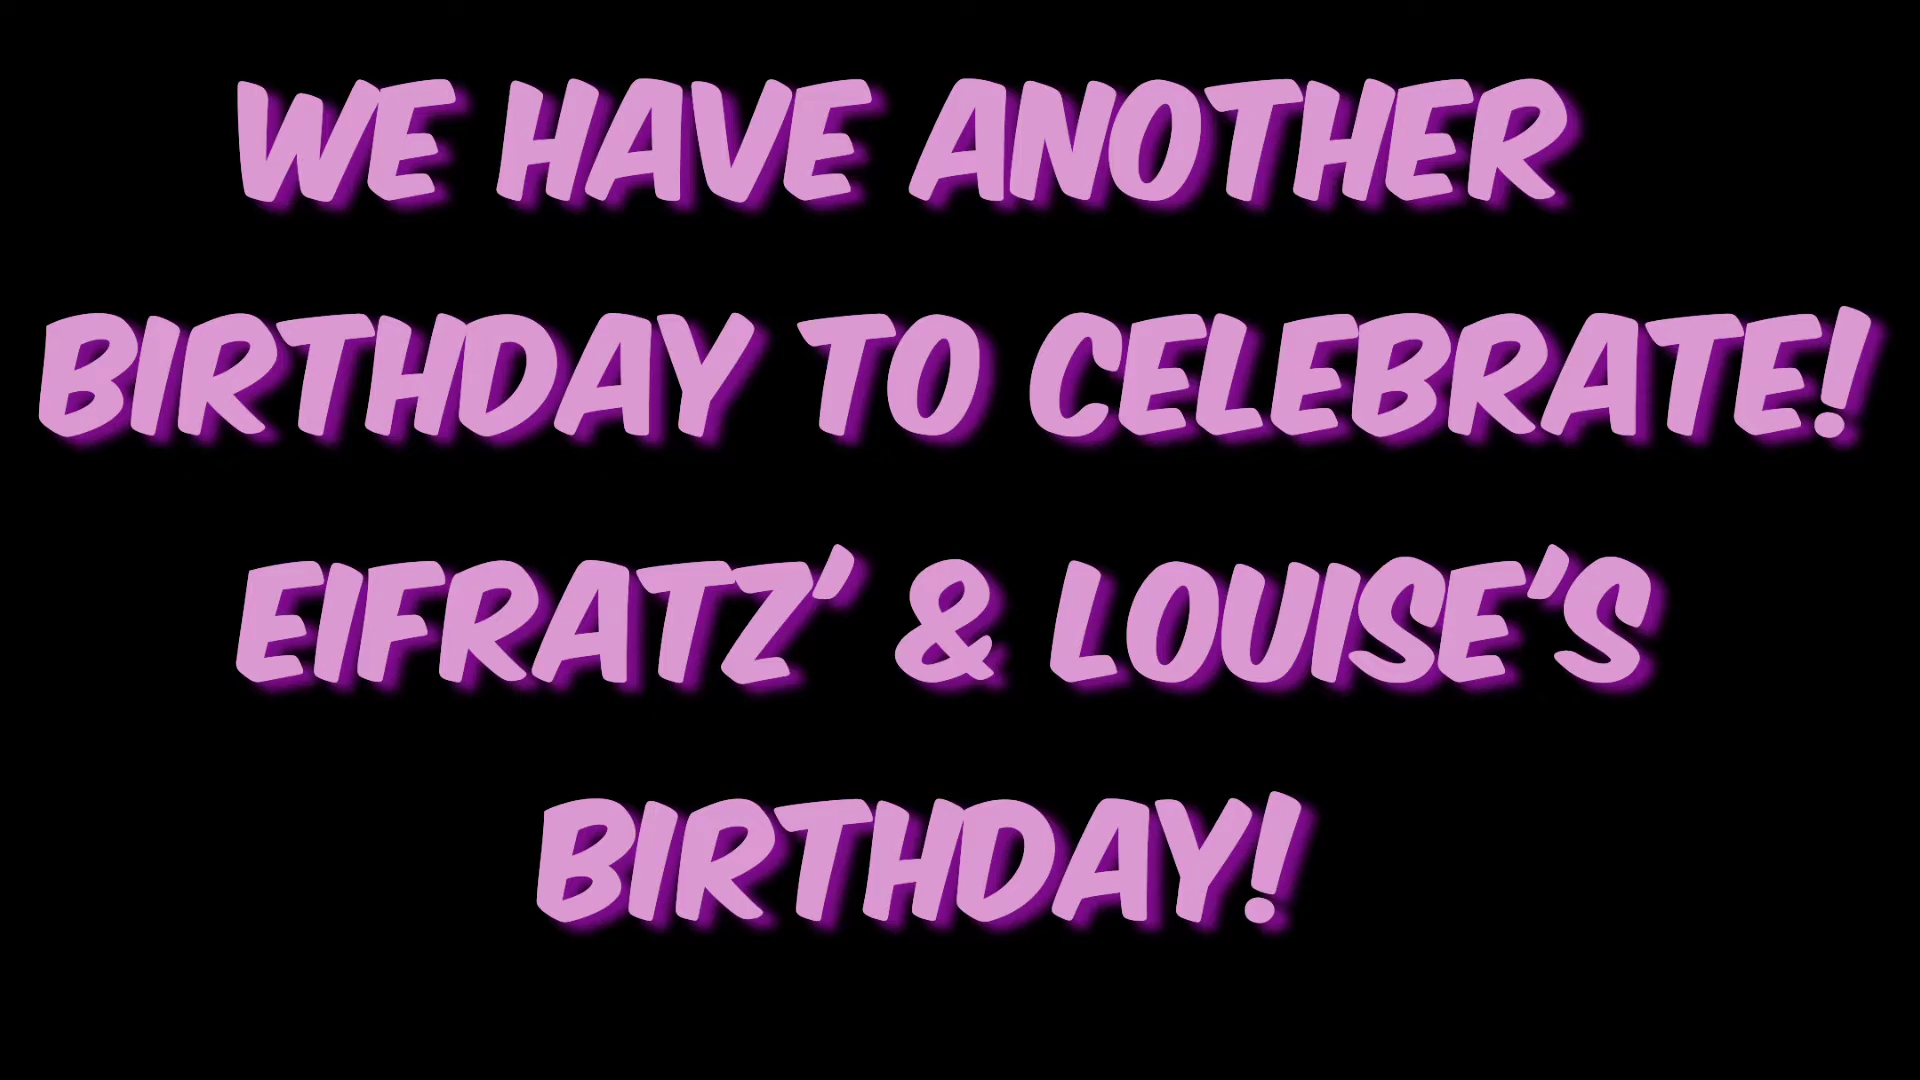 WE HAVE ANOTHER
BIRTHDAY TO CELEBRATE!
EIFRATZ' & LOUISE'S
BIRTHDAY!